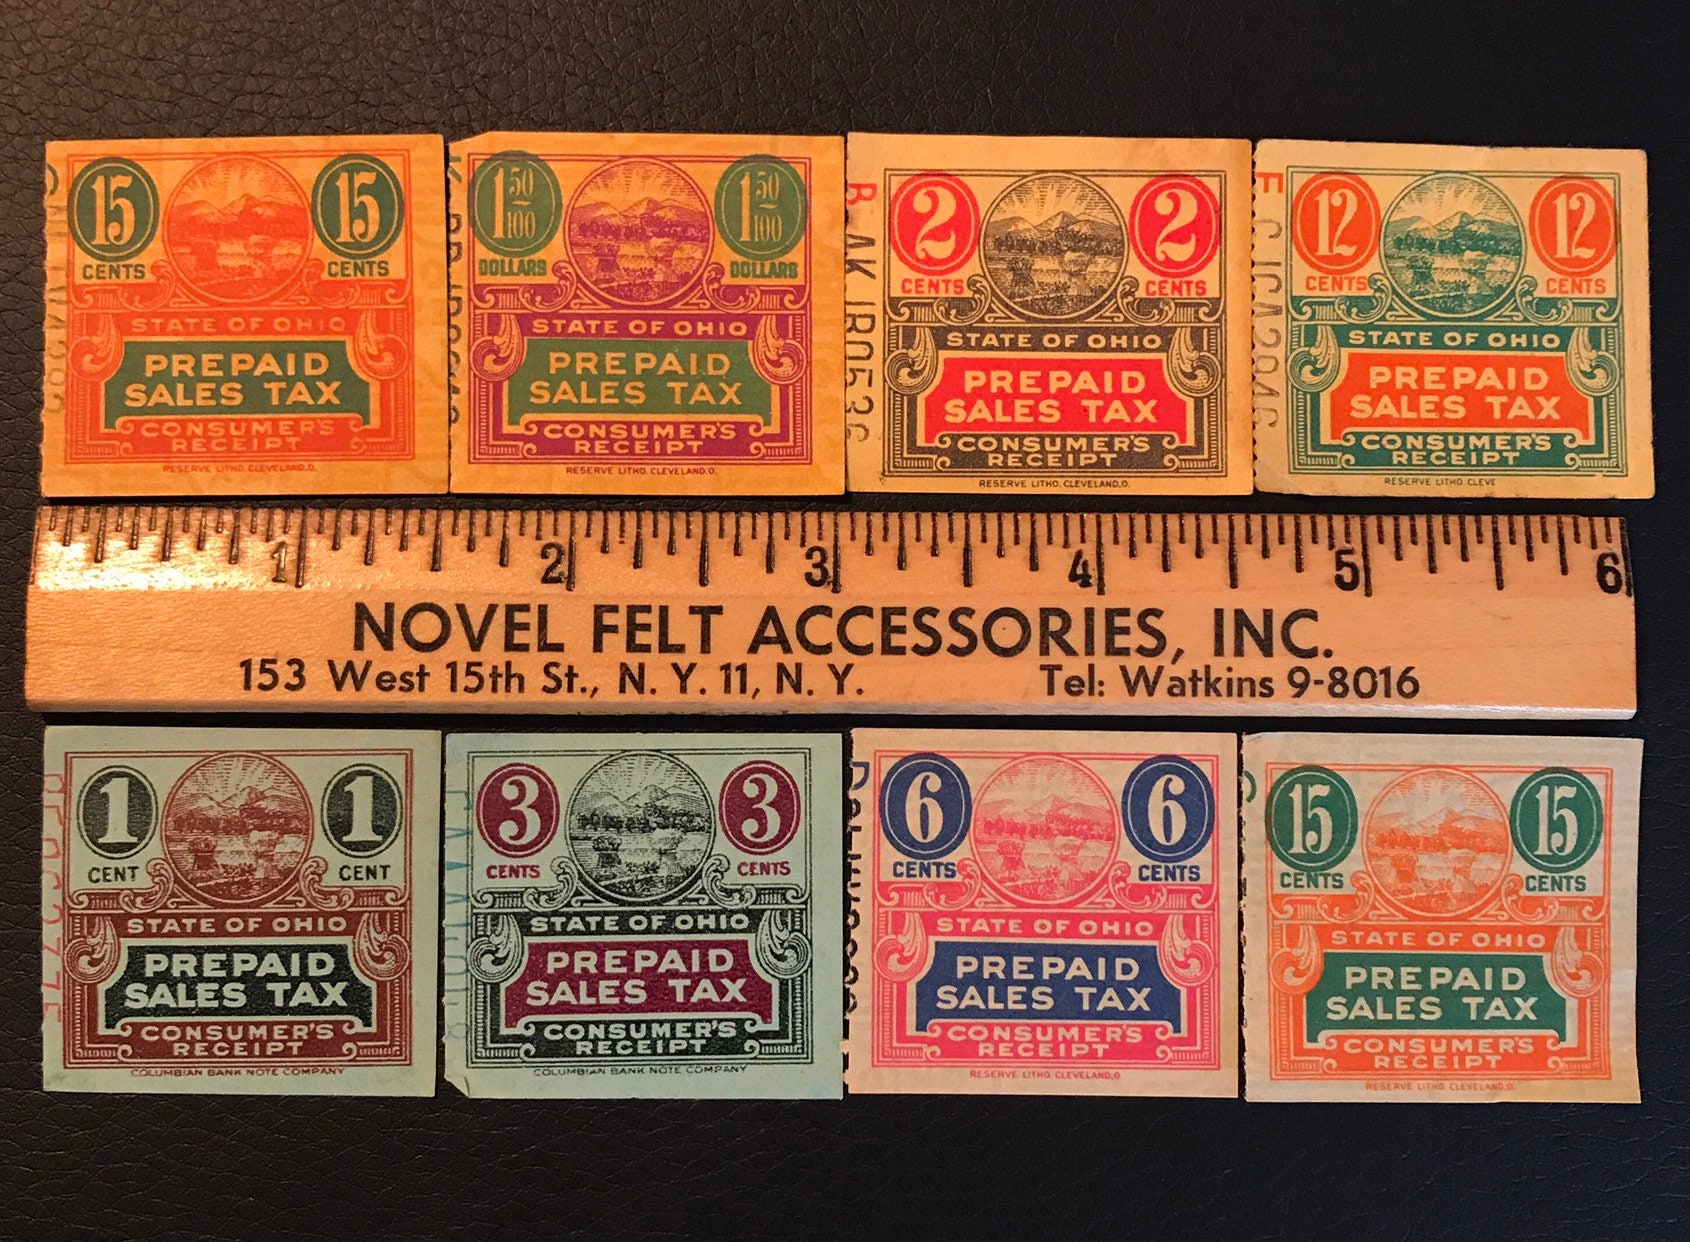 15 15
CENTS CENTS
STATE OF OHIO
PREPAID
SALES TAX
CONSUMER'S
RECEIPT
RESERVE LITHO. CLEVELAND,O.
1 50/100 1 50/100
DOLLARS DOLLARS
STATE OF OHIO
PREPAID
SALES TAX
CONSUMER'S
RECEIPT
RESERVE LITHO. CLEVELAND,O.
2 2
CENTS CENTS
STATE OF OHIO
PREPAID
SALES TAX
CONSUMER'S
RECEIPT
RESERVE LITHO. CLEVELAND,O.
12 12
CENTS CENTS
STATE OF OHIO
PREPAID
SALES TAX
CONSUMER'S
RECEIPT
RESERVE LITHO. CLEVE
1 2 3 4 5 6
NOVEL FELT ACCESSORIES, INC.
153 West 15th St., N. Y. 11, N. Y. Tel: Watkins 9-8016
1 1
CENT CENT
STATE OF OHIO
PREPAID
SALES TAX
CONSUMER'S
RECEIPT
COLUMBIAN BANK NOTE COMPANY
3 3
CENTS CENTS
STATE OF OHIO
PREPAID
SALES TAX
CONSUMER'S
RECEIPT
COLUMBIAN BANK NOTE COMPANY
6 6
CENTS CENTS
STATE OF OHIO
PREPAID
SALES TAX
CONSUMER'S
RECEIPT
RESERVE LITHO. CLEVELAND,O.
15 15
CENTS CENTS
STATE OF OHIO
PREPAID
SALES TAX
CONSUMER'S
RECEIPT
RESERVE LITHO. CLEVELAND,O.